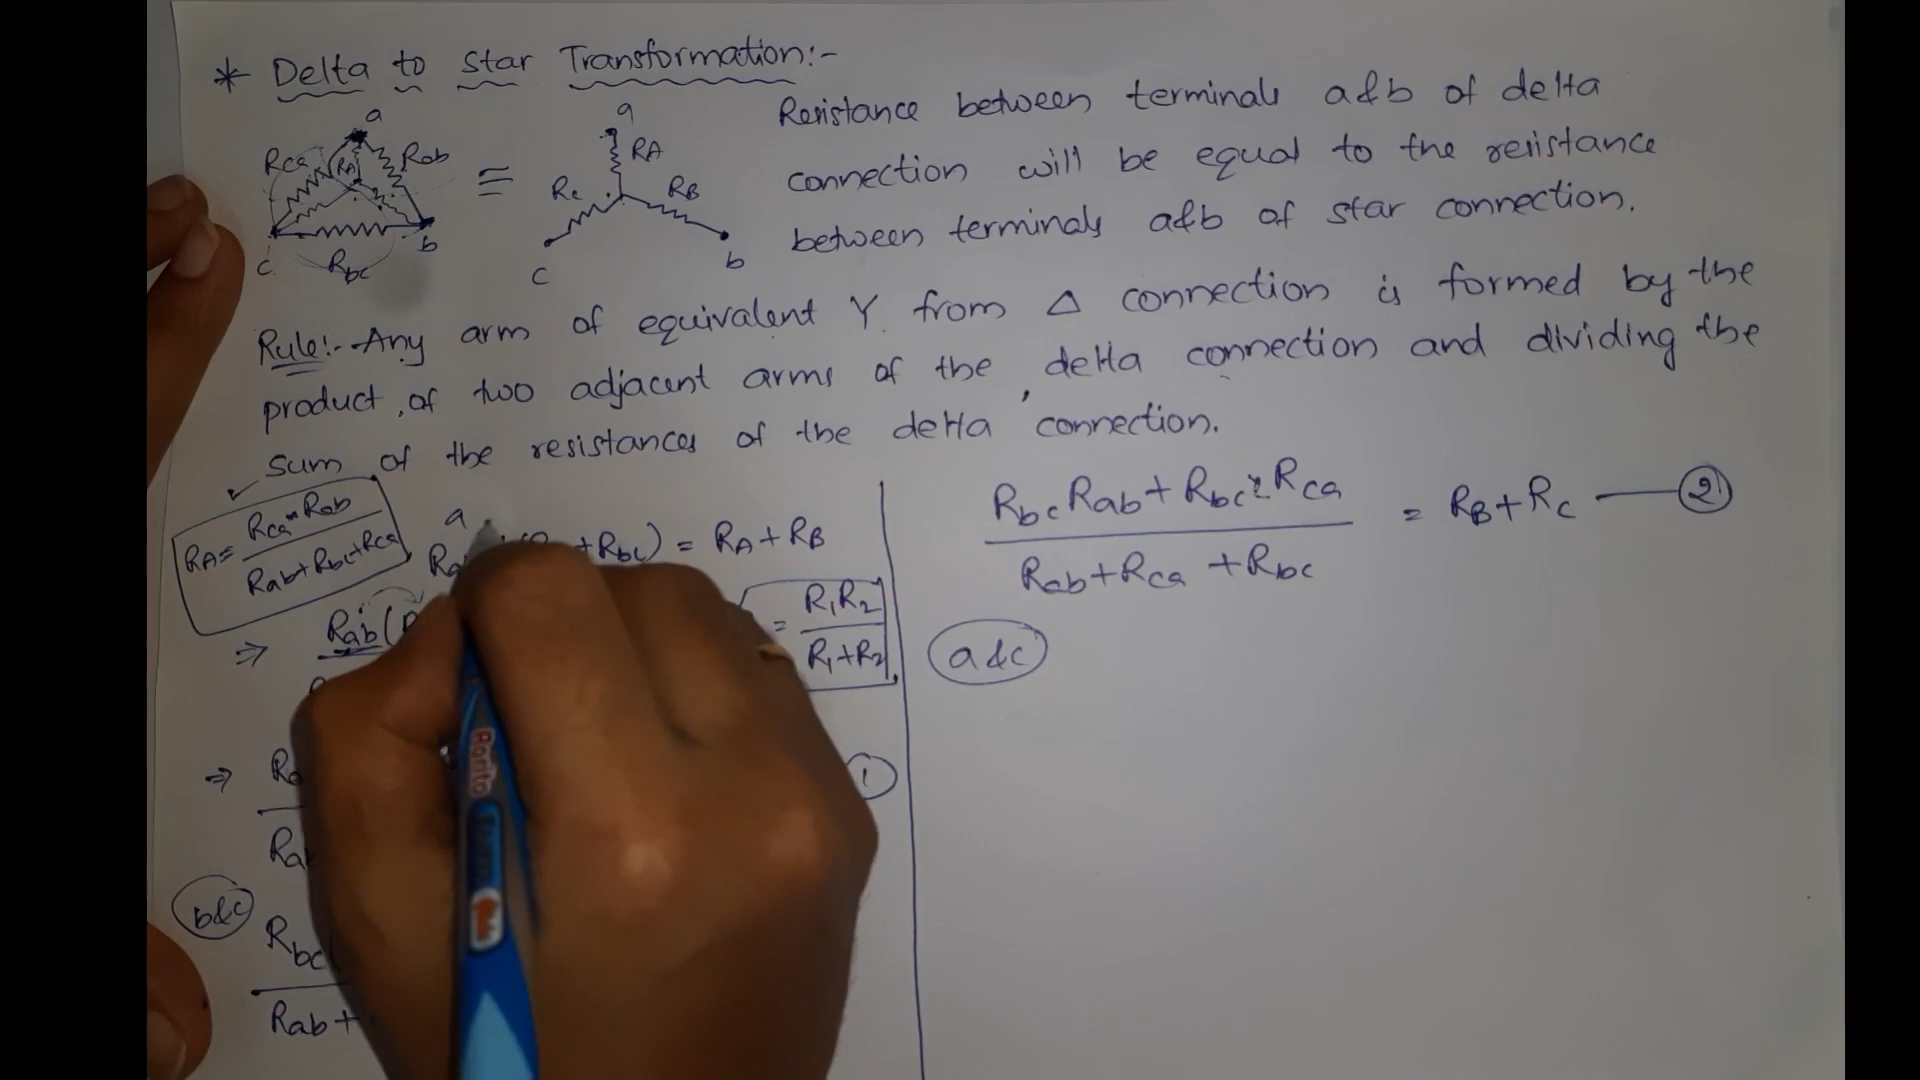 * Delta to Star Transformation:-
a
Rca
RA
Rab
c
Rbc
b
≡
a
RA
Rc
RB
c
b
Resistance between terminals a&b of delta
connection will be equal to the resistance
between terminals a&b of star connection.
Rule:- Any arm of equivalent Y from Δ connection is formed by the
product of two adjacent arms of the delta connection and dividing the
sum of the resistances of the delta connection.
RA = Rca × Rab
Rab+Rbc+Rca
a
+Rbc) = RA+RB
⇒ Rab(
= R1R2
R1+R2
⇒
1
b&c
Rbc
Rab+
RbcRab + Rbc × Rca = RB+RC — 2
Rab+Rca+Rbc
a&c